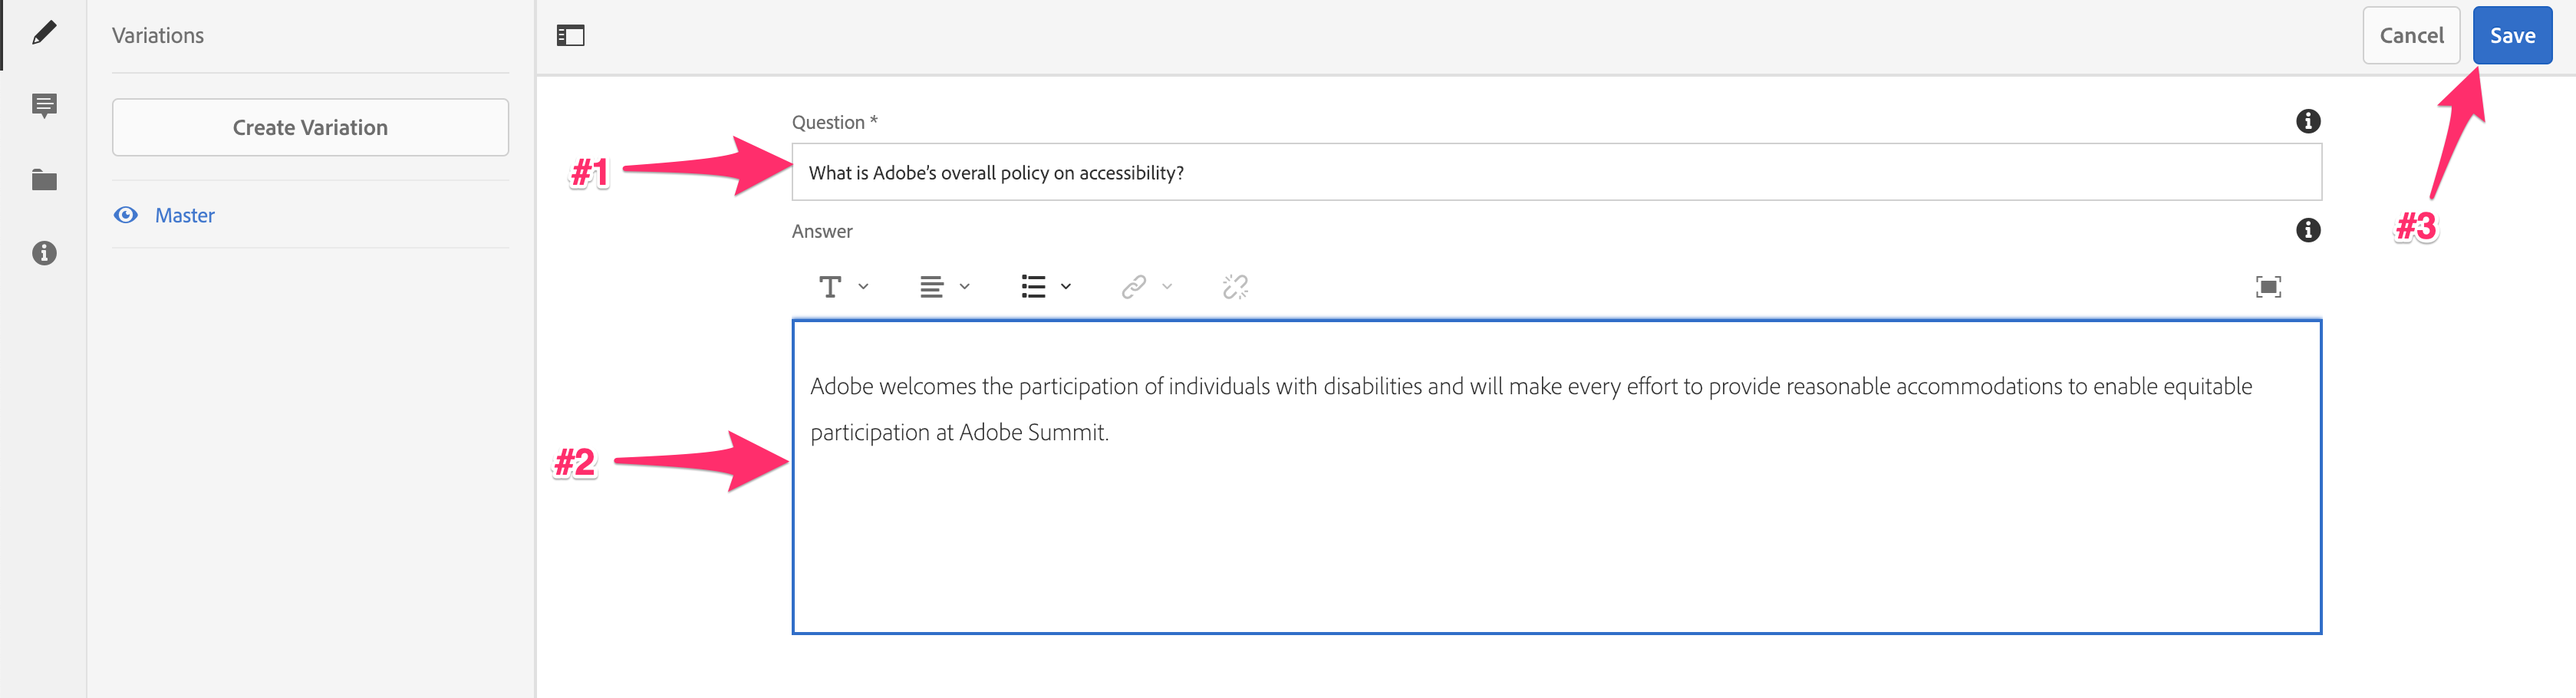 Variations
Cancel
Save
Create Variation
Question *
#1
What is Adobe’s overall policy on accessibility?
Master
#3
Answer
Adobe welcomes the participation of individuals with disabilities and will make every effort to provide reasonable accommodations to enable equitable
participation at Adobe Summit.
#2